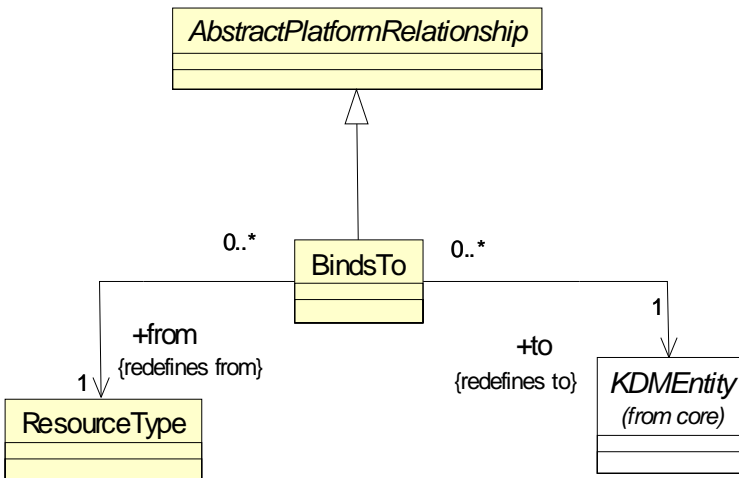 AbstractPlatformRelationship
0..*
BindsTo
0..*
+from
{redefines from}
1
ResourceType
1
+to
{redefines to}
KDMEntity
(from core)